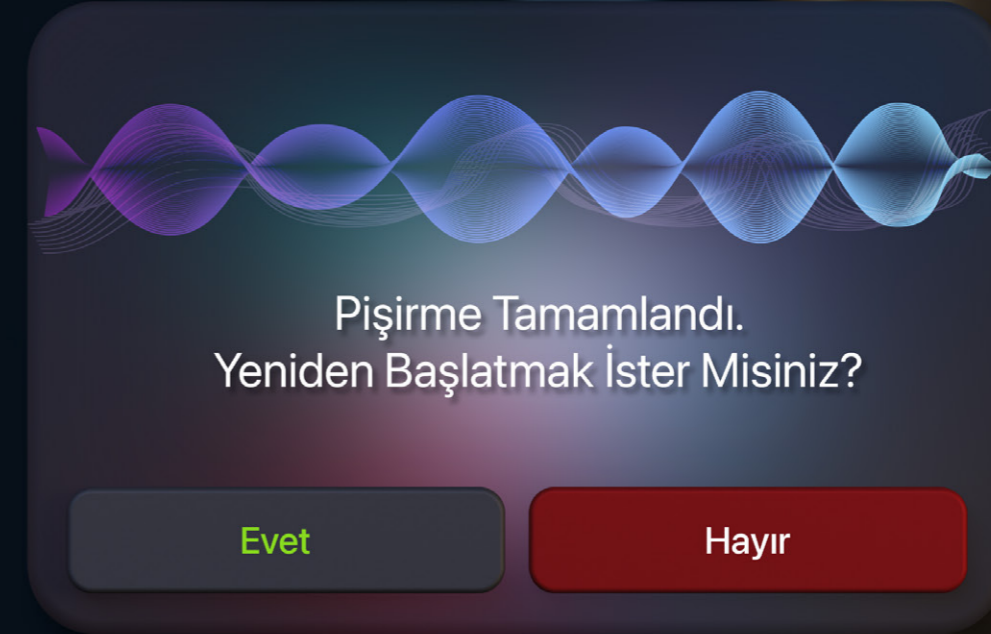 Pişirme Tamamlandı.
Yeniden Başlatmak İster Misiniz?
Evet
Hayır